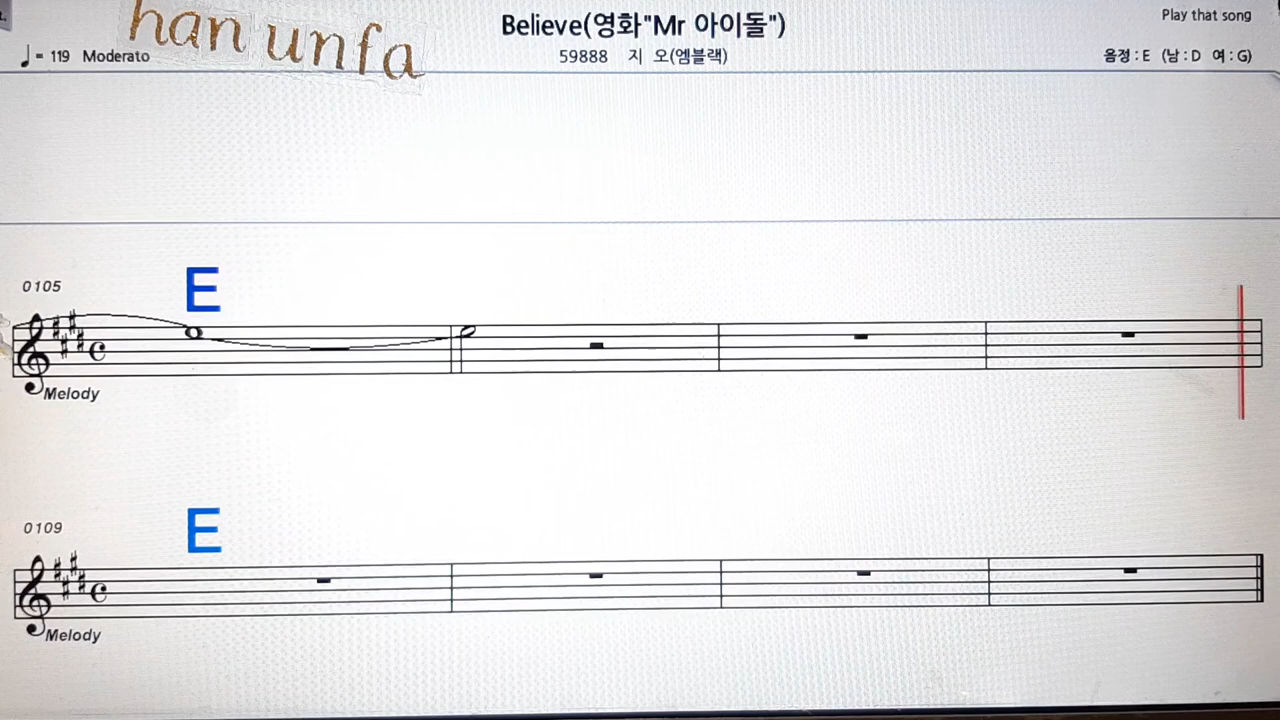 han unfa
Believe(영화"Mr 아이돌")
Play that song
♩= 119 Moderato
59888 지 오(엠블랙)
음정 : E (남 : D 여 : G)
0105
E
Melody
0109
E
Melody